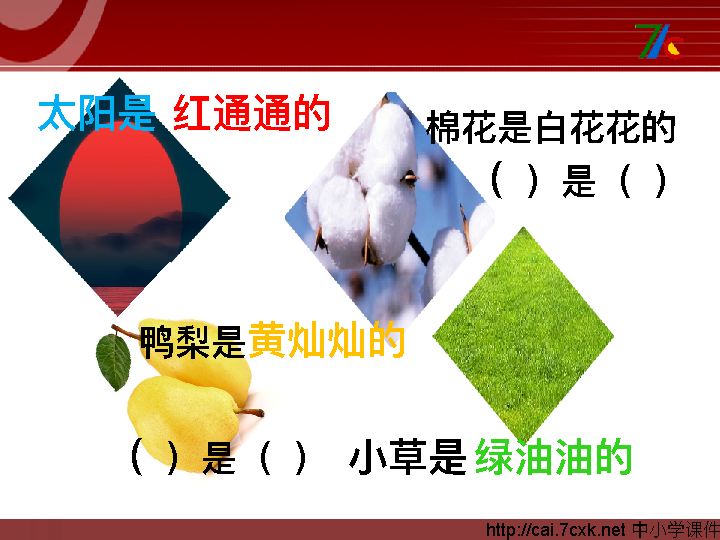 太阳是 红通通的
棉花是白花花的
（ ）是（ ）
鸭梨是黄灿灿的
（ ）是（ ） 小草是绿油油的
7c
http://cai.7cxk.net 中小学课件